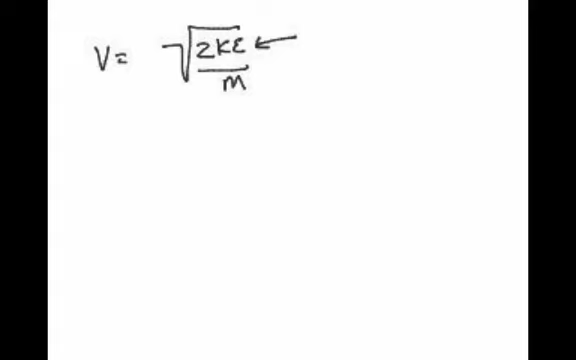 V = √(2KE/m)